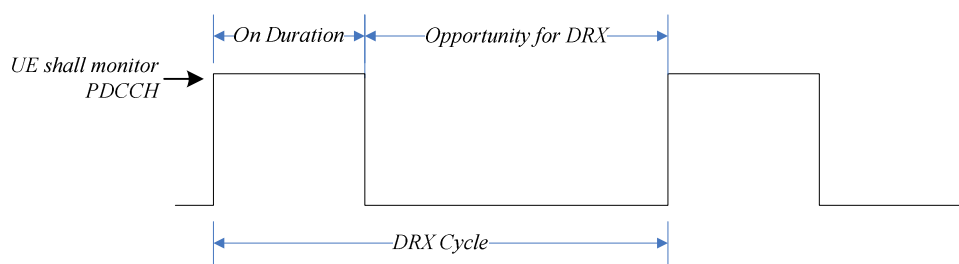 On Duration
Opportunity for DRX
UE shall monitor
PDCCH
DRX Cycle